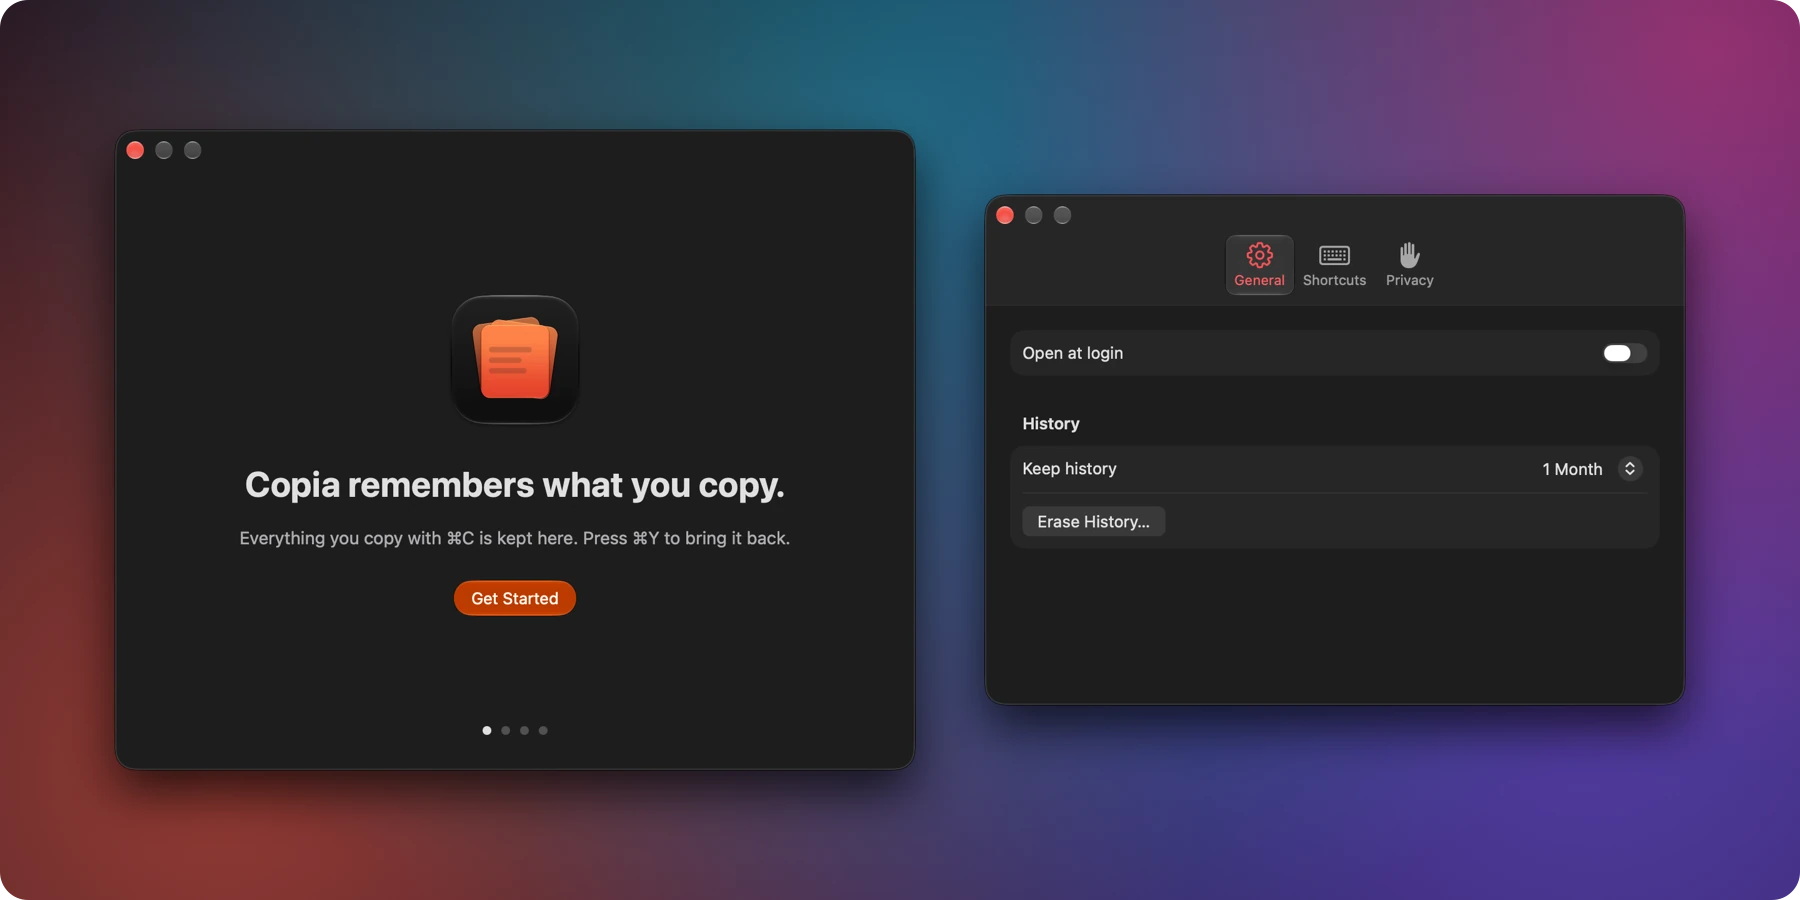 Copia remembers what you copy.
Everything you copy with ⌘C is kept here. Press ⌘Y to bring it back.
Get Started
General
Shortcuts
Privacy
Open at login
History
Keep history
1 Month
Erase History...